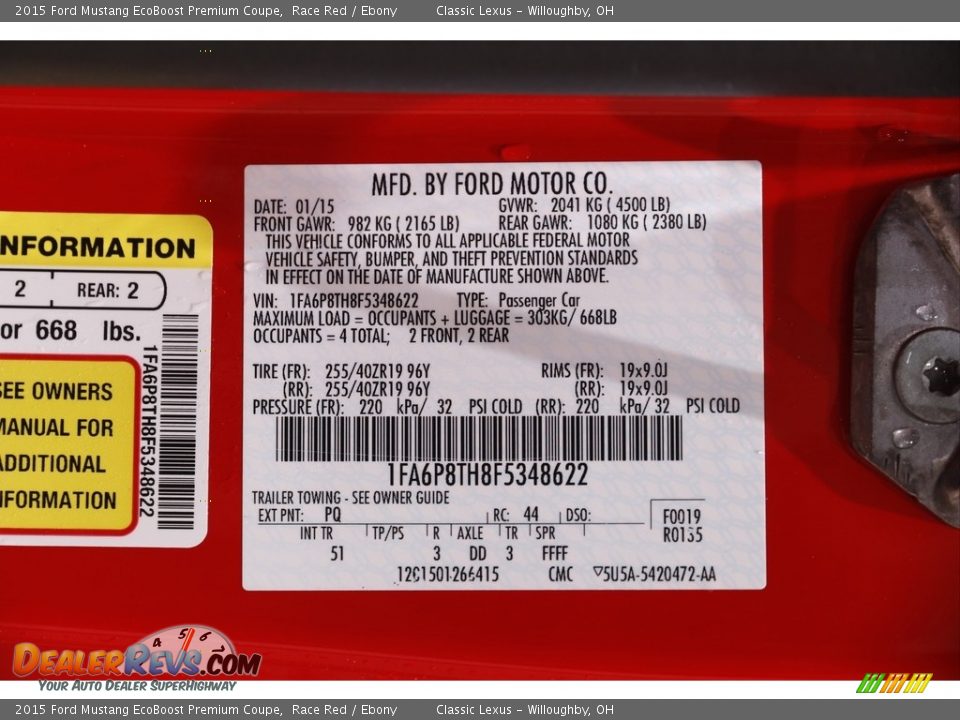 2015 Ford Mustang EcoBoost Premium Coupe, Race Red / Ebony Classic Lexus - Willoughby, OH
NFORMATION
2 REAR: 2
or 668 lbs.
SEE OWNERS
MANUAL FOR
ADDITIONAL
INFORMATION
1FA6P8TH8F5348622
MFD. BY FORD MOTOR CO.
DATE: 01/15 GVWR: 2041 KG ( 4500 LB)
FRONT GAWR: 982 KG ( 2165 LB) REAR GAWR: 1080 KG ( 2380 LB)
THIS VEHICLE CONFORMS TO ALL APPLICABLE FEDERAL MOTOR
VEHICLE SAFETY, BUMPER, AND THEFT PREVENTION STANDARDS
IN EFFECT ON THE DATE OF MANUFACTURE SHOWN ABOVE.
VIN: 1FA6P8TH8F5348622 TYPE: Passenger Car
MAXIMUM LOAD = OCCUPANTS + LUGGAGE = 303KG/ 668LB
OCCUPANTS = 4 TOTAL; 2 FRONT, 2 REAR
TIRE (FR): 255/40ZR19 96Y RIMS (FR): 19x9.0J
(RR): 255/40ZR19 96Y (RR): 19x9.0J
PRESSURE (FR): 220 kPa/ 32 PSI COLD (RR): 220 kPa/ 32 PSI COLD
1FA6P8TH8F5348622
TRAILER TOWING - SEE OWNER GUIDE
EXT PNT: PQ RC: 44 DSO: F0019
R0135
INT TR TP/PS R AXLE TR SPR
51 3 DD 3 FFFF
1201501266415 CMC 5U5A-5420472-AA
4 5 6 7
DEALERREVS.COM
YOUR AUTO DEALER SUPERHIGHWAY
2015 Ford Mustang EcoBoost Premium Coupe, Race Red / Ebony Classic Lexus - Willoughby, OH